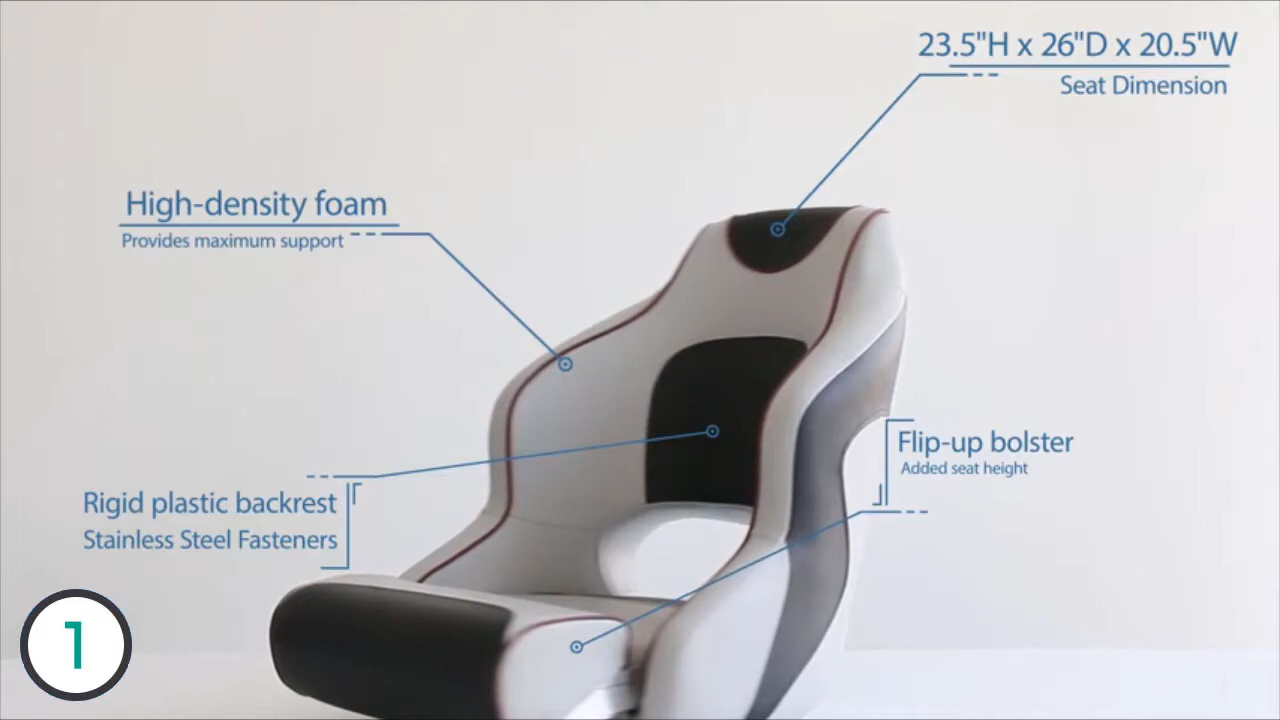 23.5"H x 26"D x 20.5"W
Seat Dimension
High-density foam
Provides maximum support
Flip-up bolster
Added seat height
Rigid plastic backrest
Stainless Steel Fasteners
1